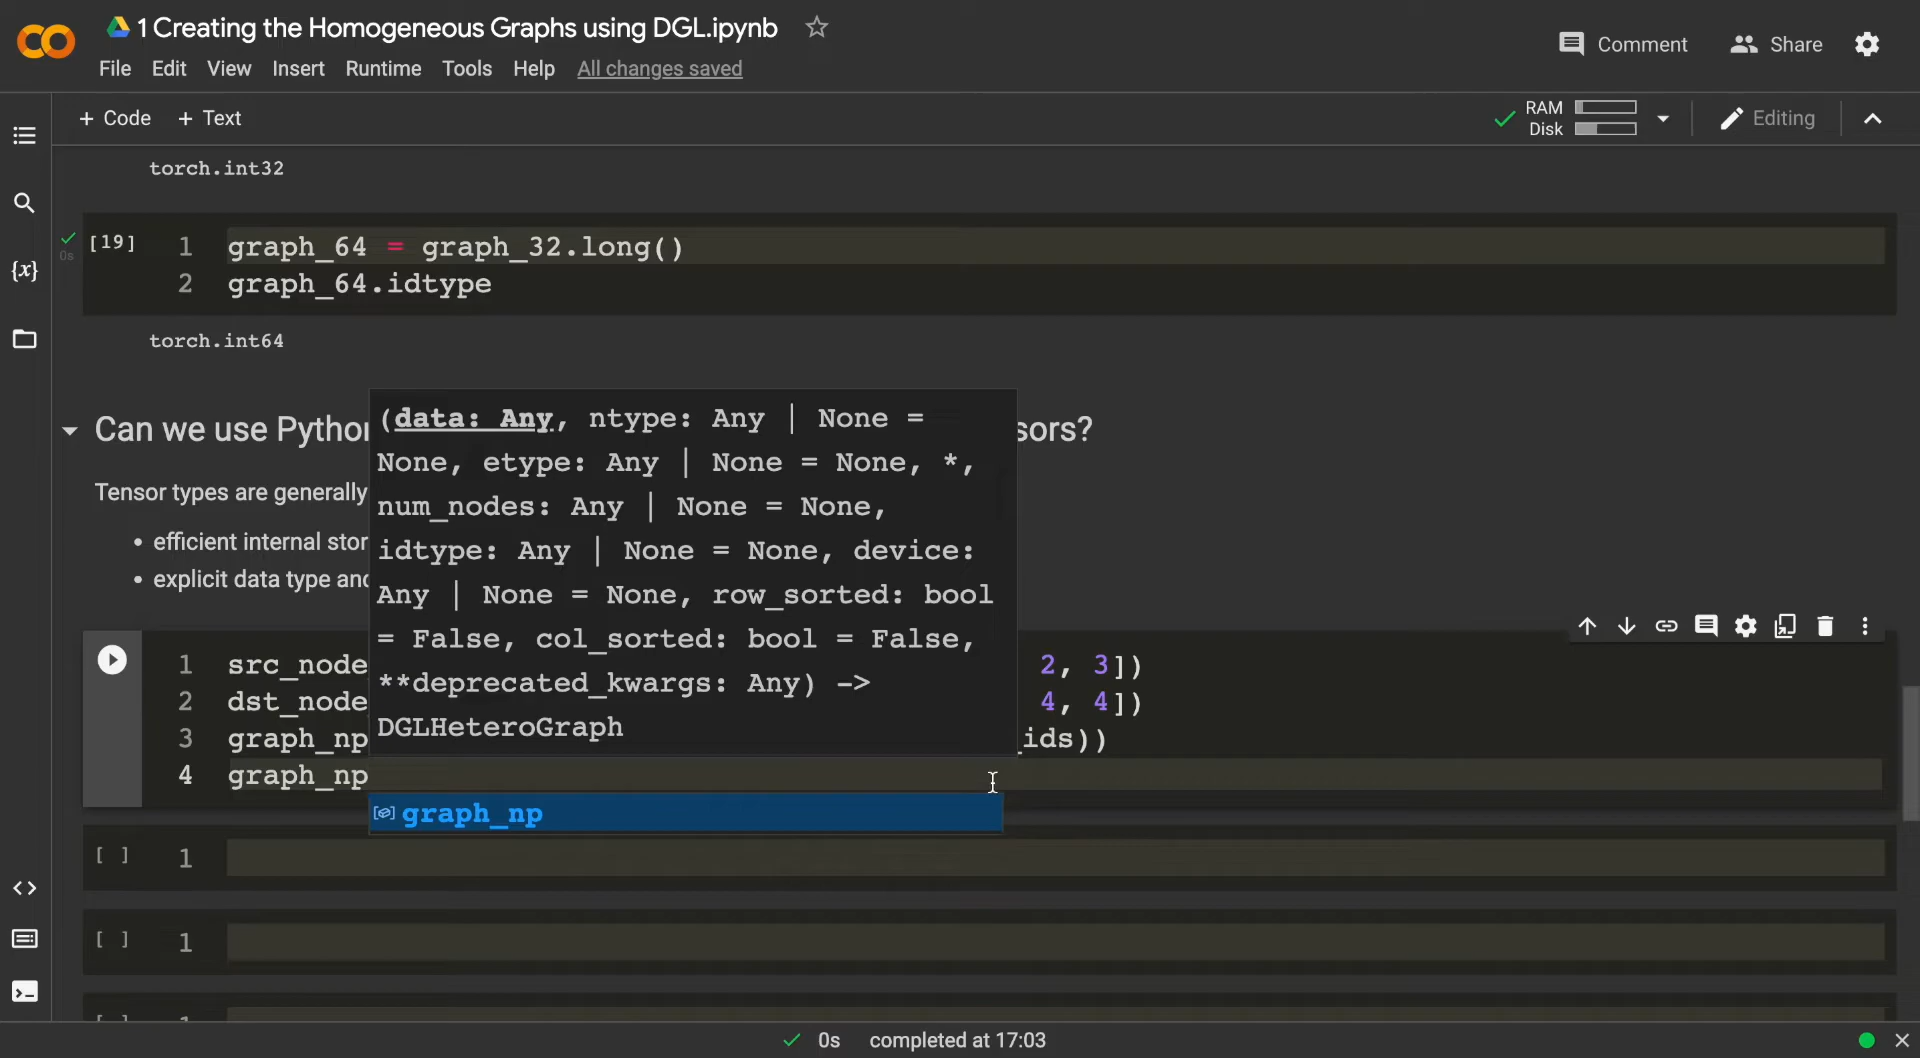 1 Creating the Homogeneous Graphs using DGL.ipynb
Comment
Share
File Edit View Insert Runtime Tools Help All changes saved
+ Code + Text
RAM
Disk
Editing
torch.int32
[19]
1 graph_64 = graph_32.long()
2 graph_64.idtype
{x}
torch.int64
Can we use Pytho
sors?
(data: Any, ntype: Any | None =
None, etype: Any | None = None, *,
num_nodes: Any | None = None,
idtype: Any | None = None, device:
Any | None = None, row_sorted: bool
= False, col_sorted: bool = False,
**deprecated_kwargs: Any) ->
DGLHeteroGraph
Tensor types are generally
• efficient internal stor
• explicit data type and
1 src_node 2, 3])
2 dst_node 4, 4])
3 graph_np _ids))
4 graph_np
graph_np
[ ] 1
[ ] 1
0s completed at 17:03